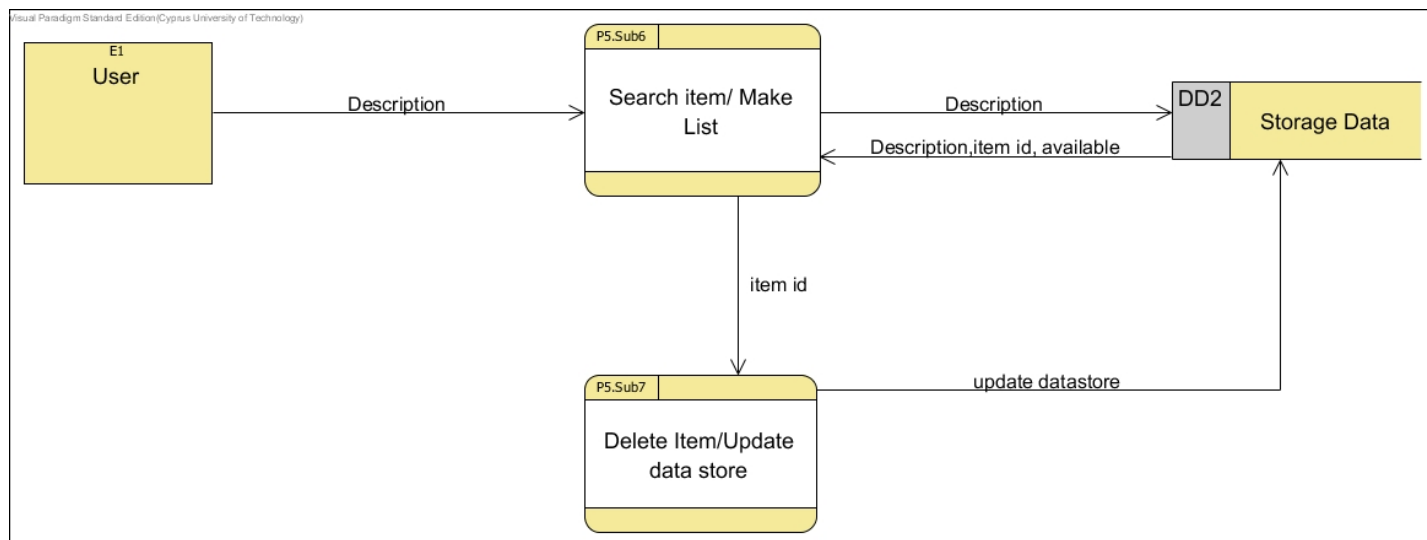 Visual Paradigm Standard Edition(Cyprus University of Technology)
E1
User
Description
P5.Sub6
Search item/ Make
List
Description
Description,item id, available
DD2
Storage Data
item id
P5.Sub7
Delete Item/Update
data store
update datastore